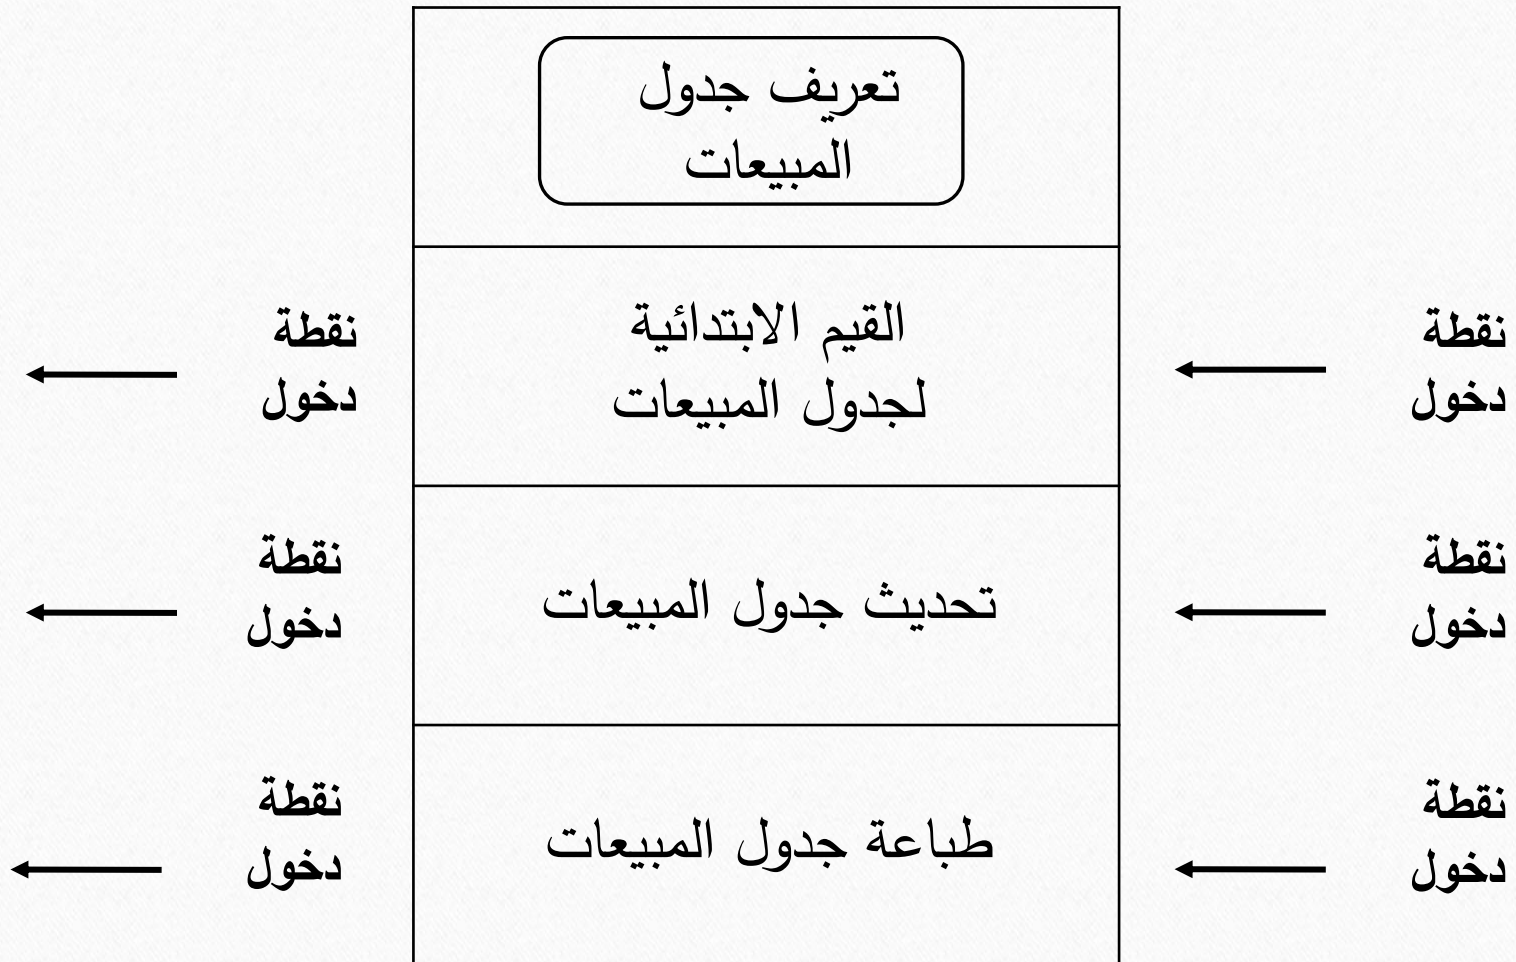 تعريف جدول
المبيعات
نقطة
دخول
القيم الابتدائية
لجدول المبيعات
نقطة
دخول
نقطة
دخول
تحديث جدول المبيعات
نقطة
دخول
نقطة
دخول
طباعة جدول المبيعات
نقطة
دخول